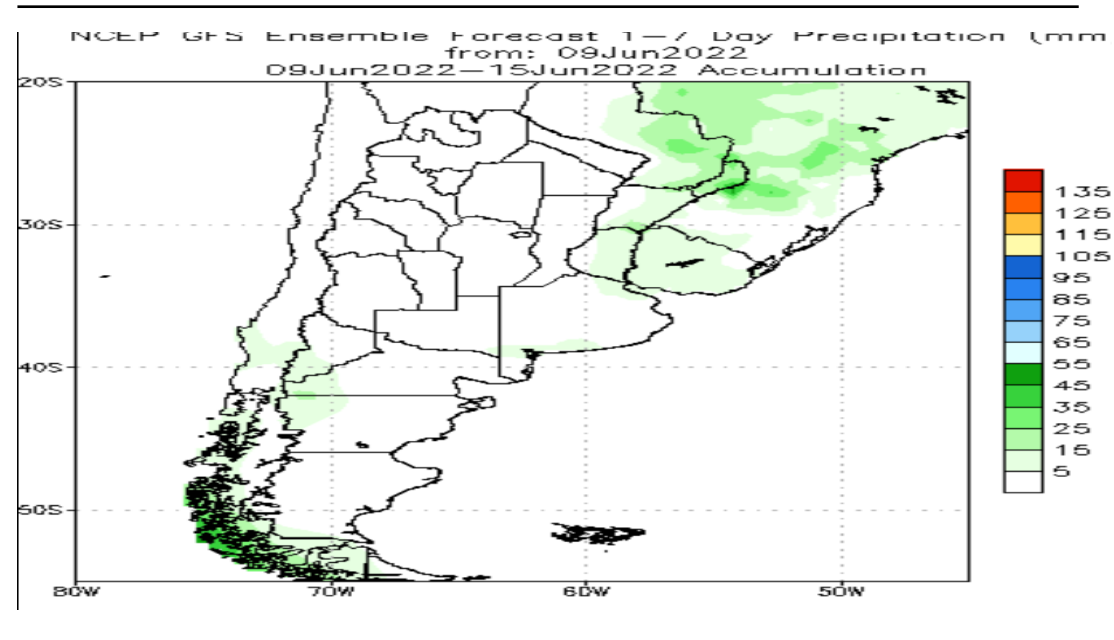 NCEP GFS Ensemble Forecast 1-7 Day Precipitation (mm
from: 09Jun2022
09Jun2022-15Jun2022 Accumulation
20S
30S
40S
50S
80W 70W 60W 50W
135
125
115
105
95
85
75
65
55
45
35
25
15
5